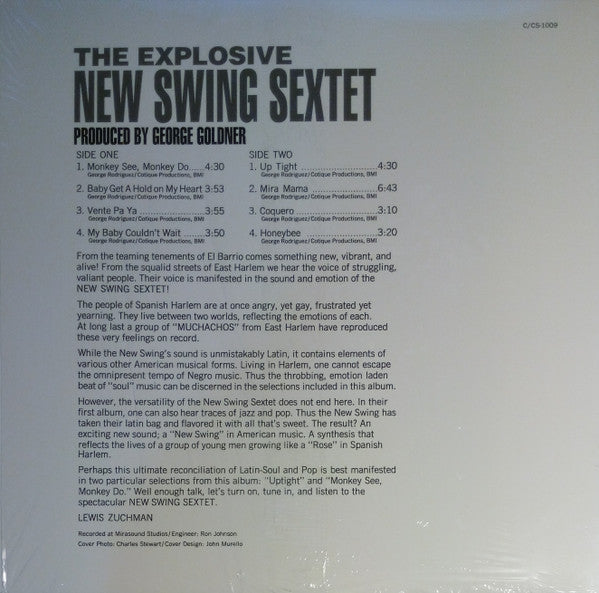 C/CS-1009
THE EXPLOSIVE
NEW SWING SEXTET
PRODUCED BY GEORGE GOLDNER
SIDE ONE
1. Monkey See, Monkey Do.....4:30
George Rodriguez/Cotique Productions, BMI
2. Baby Get A Hold on My Heart 3:53
George Rodriguez/Cotique Productions, BMI
3. Vente Pa Ya ....................3:55
George Rodriguez/Cotique Productions, BMI
4. My Baby Couldn't Wait .......3:50
George Rodriguez/Cotique Productions, BMI
SIDE TWO
1. Up Tight ........................4:30
George Rodriguez/Cotique Productions, BMI
2. Mira Mama ....................6:43
George Rodriguez/Cotique Productions, BMI
3. Coquero ........................3:10
George Rodriguez/Cotique Productions, BMI
4. Honeybee ......................3:20
George Rodriguez/Cotique Productions, BMI
From the teaming tenements of El Barrio comes something new, vibrant, and
alive! From the squalid streets of East Harlem we hear the voice of struggling,
valiant people. Their voice is manifested in the sound and emotion of the
NEW SWING SEXTET!
The people of Spanish Harlem are at once angry, yet gay, frustrated yet
yearning. They live between two worlds, reflecting the emotions of each.
At long last a group of "MUCHACHOS" from East Harlem have reproduced
these very feelings on record.
While the New Swing's sound is unmistakably Latin, it contains elements of
various other American musical forms. Living in Harlem, one cannot escape
the omnipresent tempo of Negro music. Thus the throbbing, emotion laden
beat of "soul" music can be discerned in the selections included in this album.
However, the versatility of the New Swing Sextet does not end here. In their
first album, one can also hear traces of jazz and pop. Thus the New Swing has
taken their latin bag and flavored it with all that's sweet. The result? An
exciting new sound; a "New Swing" in American music. A synthesis that
reflects the lives of a group of young men growing like a "Rose" in Spanish
Harlem.
Perhaps this ultimate reconciliation of Latin-Soul and Pop is best manifested
in two particular selections from this album: "Uptight" and "Monkey See,
Monkey Do." Well enough talk, let's turn on, tune in, and listen to the
spectacular NEW SWING SEXTET.
LEWIS ZUCHMAN
Recorded at Mirasound Studios/Engineer: Ron Johnson
Cover Photo: Charles Stewart/Cover Design: John Murello